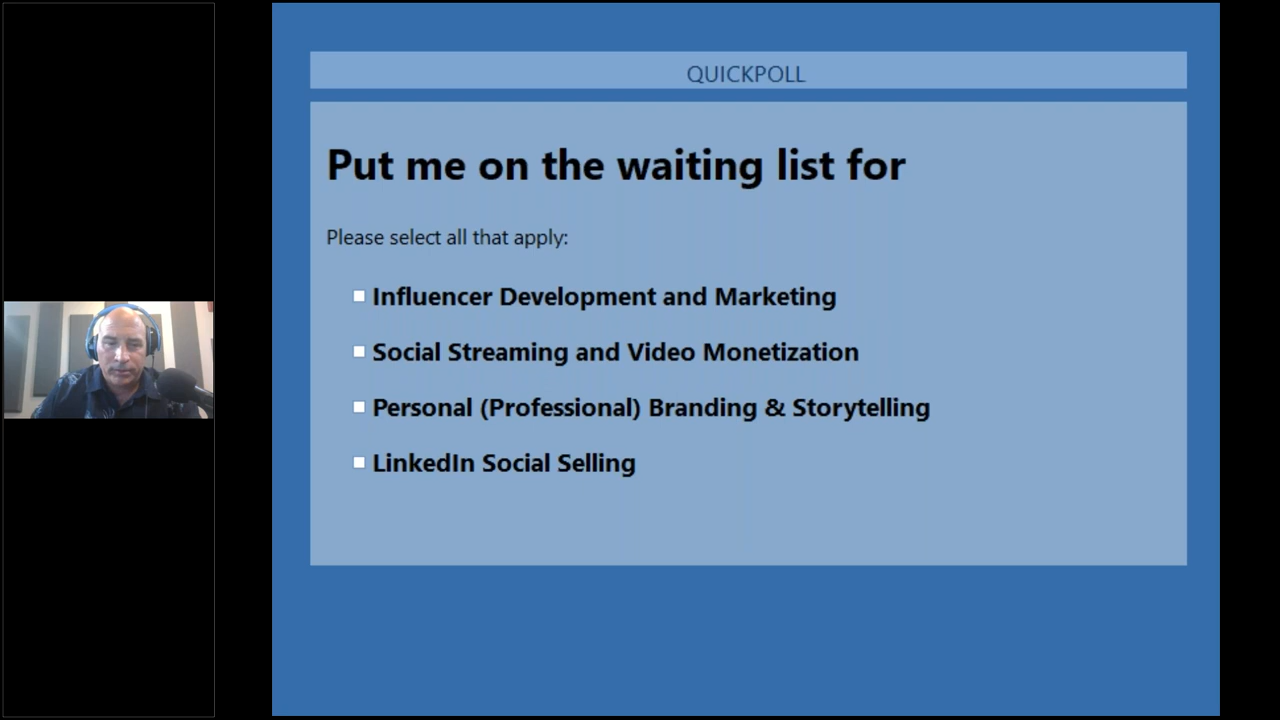 QUICKPOLL
Put me on the waiting list for
Please select all that apply:
Influencer Development and Marketing
Social Streaming and Video Monetization
Personal (Professional) Branding & Storytelling
LinkedIn Social Selling